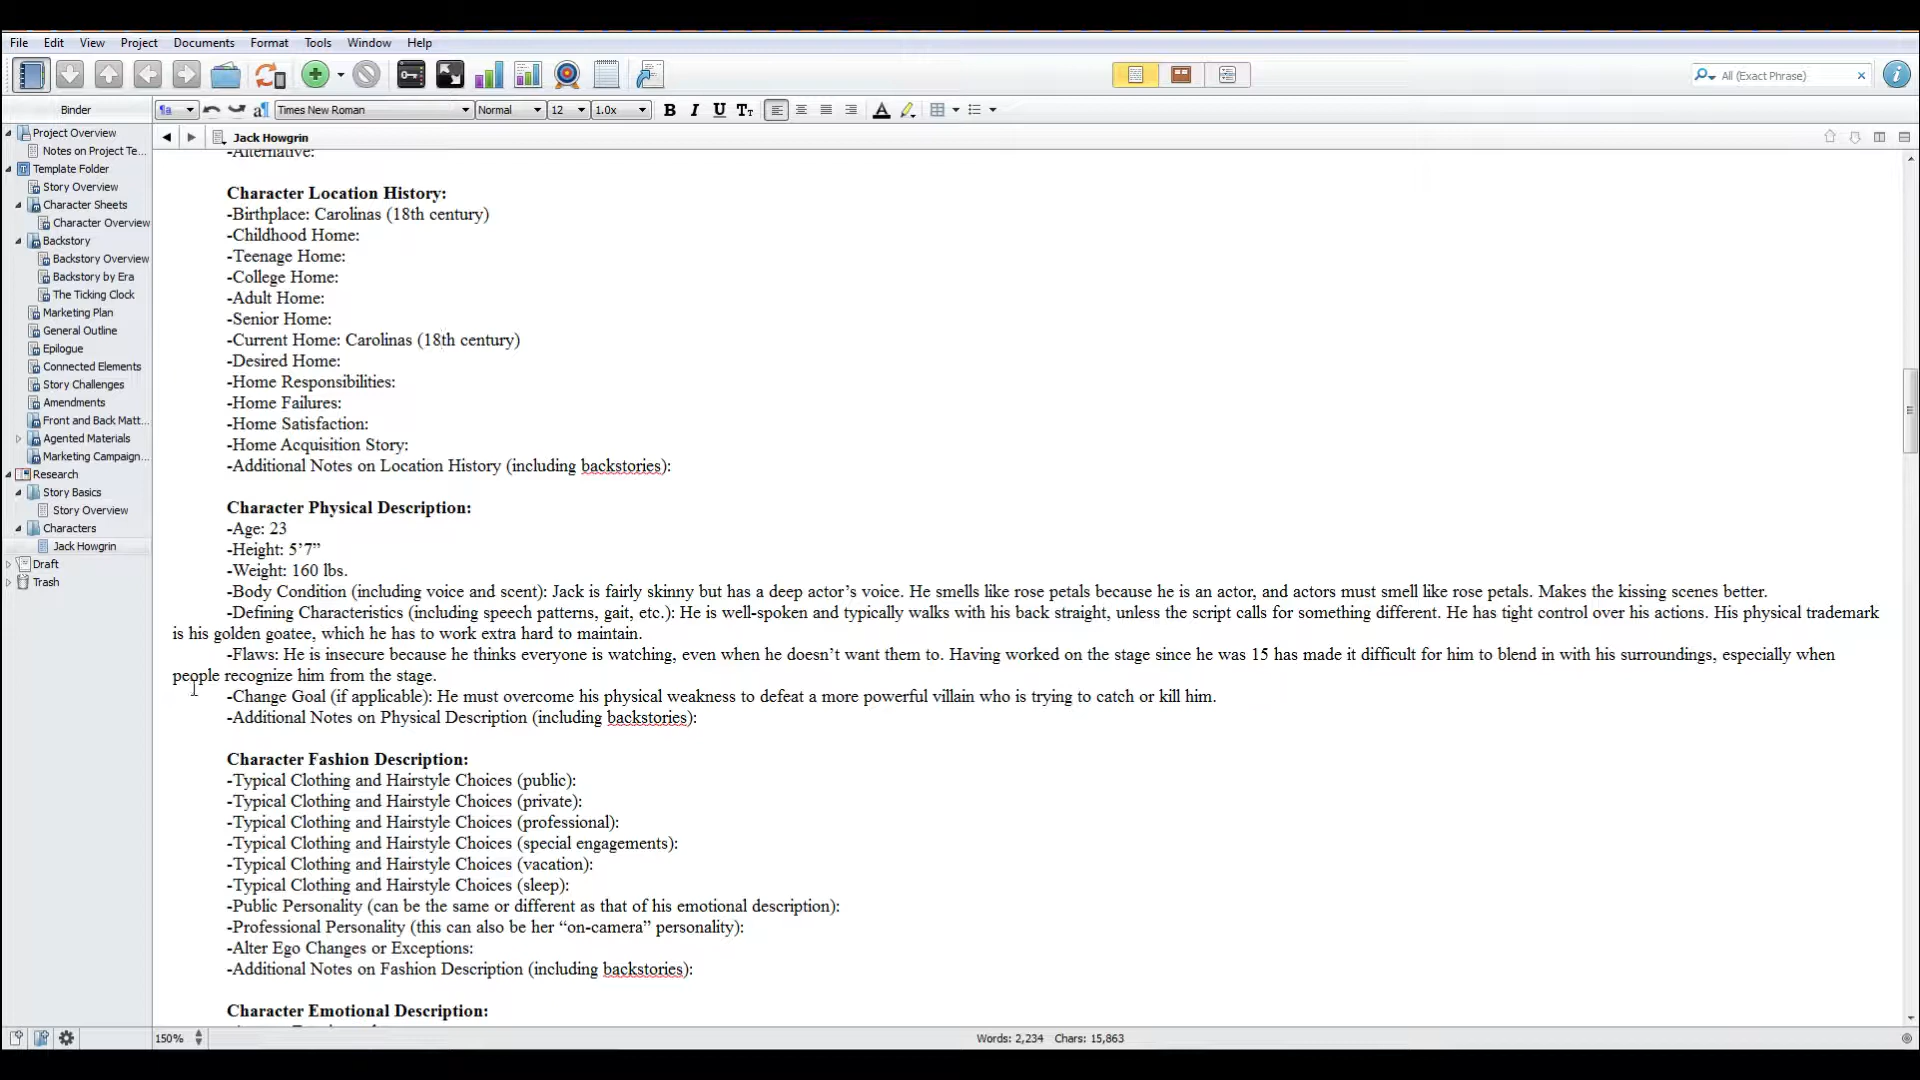 File Edit View Project Documents Format Tools Window Help
All (Exact Phrase)
Binder
Times New Roman Normal 12 1.0x B I U
Jack Howgrin
Project Overview
Notes on Project Te...
Template Folder
Story Overview
Character Sheets
Character Overview
Backstory
Backstory Overview
Backstory by Era
The Ticking Clock
Marketing Plan
General Outline
Epilogue
Connected Elements
Story Challenges
Amendments
Front and Back Matt...
Agented Materials
Marketing Campaign...
Research
Story Basics
Story Overview
Characters
Jack Howgrin
Draft
Trash
-Alternative:
Character Location History:
-Birthplace: Carolinas (18th century)
-Childhood Home:
-Teenage Home:
-College Home:
-Adult Home:
-Senior Home:
-Current Home: Carolinas (18th century)
-Desired Home:
-Home Responsibilities:
-Home Failures:
-Home Satisfaction:
-Home Acquisition Story:
-Additional Notes on Location History (including backstories):
Character Physical Description:
-Age: 23
-Height: 5’7”
-Weight: 160 lbs.
-Body Condition (including voice and scent): Jack is fairly skinny but has a deep actor’s voice. He smells like rose petals because he is an actor, and actors must smell like rose petals. Makes the kissing scenes better.
-Defining Characteristics (including speech patterns, gait, etc.): He is well-spoken and typically walks with his back straight, unless the script calls for something different. He has tight control over his actions. His physical trademark
is his golden goatee, which he has to work extra hard to maintain.
-Flaws: He is insecure because he thinks everyone is watching, even when he doesn’t want them to. Having worked on the stage since he was 15 has made it difficult for him to blend in with his surroundings, especially when
people recognize him from the stage.
-Change Goal (if applicable): He must overcome his physical weakness to defeat a more powerful villain who is trying to catch or kill him.
-Additional Notes on Physical Description (including backstories):
Character Fashion Description:
-Typical Clothing and Hairstyle Choices (public):
-Typical Clothing and Hairstyle Choices (private):
-Typical Clothing and Hairstyle Choices (professional):
-Typical Clothing and Hairstyle Choices (special engagements):
-Typical Clothing and Hairstyle Choices (vacation):
-Typical Clothing and Hairstyle Choices (sleep):
-Public Personality (can be the same or different as that of his emotional description):
-Professional Personality (this can also be her “on-camera” personality):
-Alter Ego Changes or Exceptions:
-Additional Notes on Fashion Description (including backstories):
Character Emotional Description:
150%
Words: 2,234 Chars: 15,863